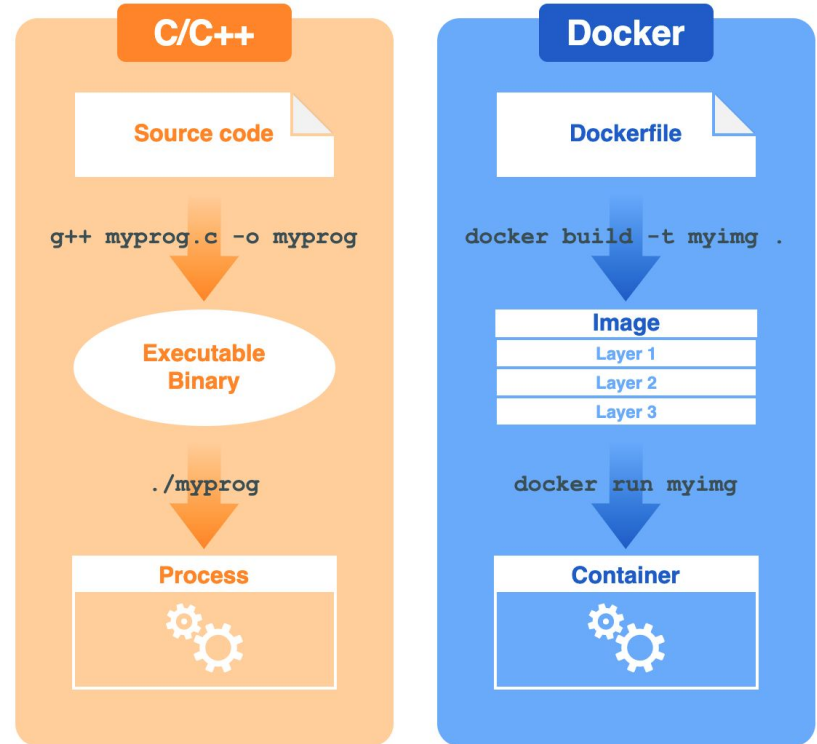 C/C++
Source code
g++ myprog.c -o myprog
Executable
Binary
./myprog
Process
Docker
Dockerfile
docker build -t myimg .
Image
Layer 1
Layer 2
Layer 3
docker run myimg
Container